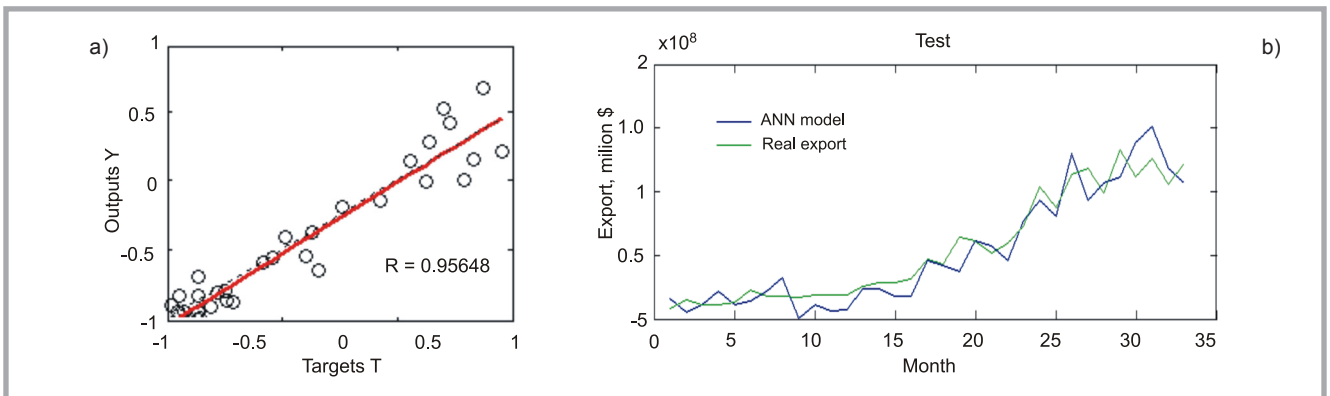 a)
1
0.5
0
-0.5
-1
Outputs Y
R = 0.95648
-1 -0.5 0 0.5 1
Targets T
b)
Test
x10⁸
2
1.0
1
0.5
-5
Export, milion $
ANN model
Real export
0 5 10 15 20 25 30 35
Month